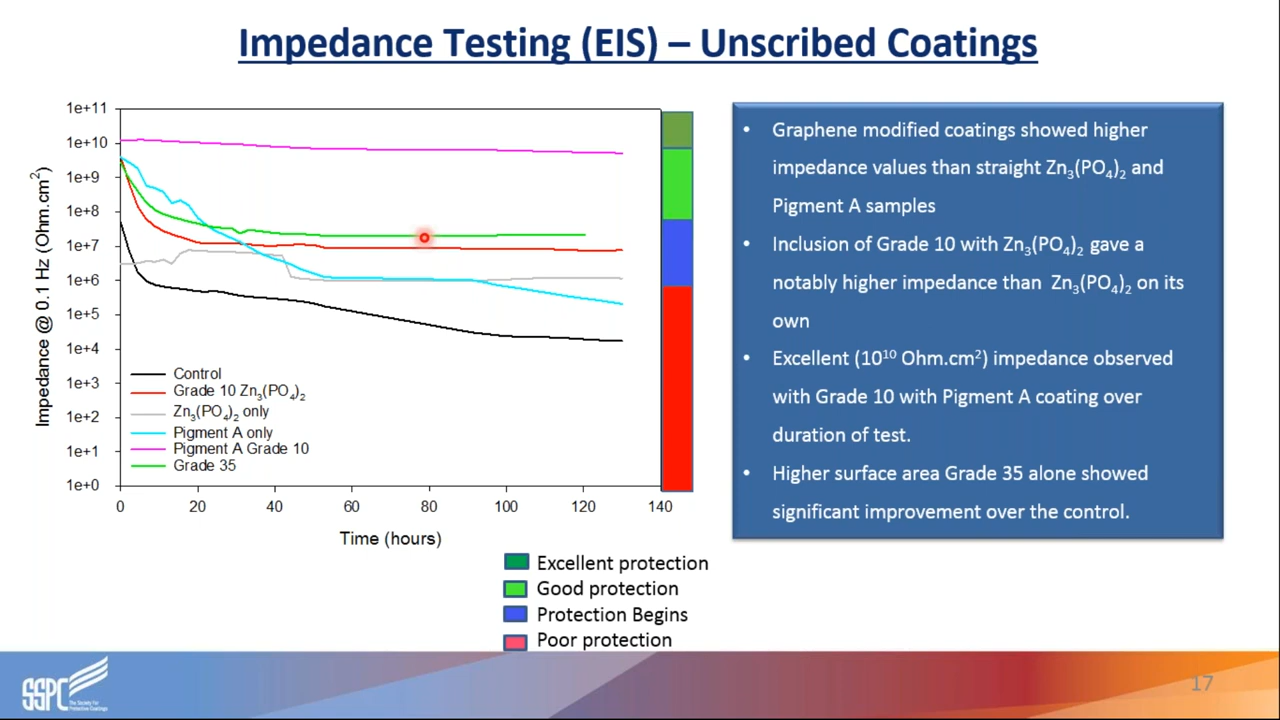 Impedance Testing (EIS) – Unscribed Coatings
1e+11
1e+10
1e+9
1e+8
1e+7
1e+6
1e+5
1e+4
1e+3
1e+2
1e+1
1e+0
Impedance @ 0.1 Hz (Ohm.cm²)
Control
Grade 10 Zn₃(PO₄)₂
Zn₃(PO₄)₂ only
Pigment A only
Pigment A Grade 10
Grade 35
0 20 40 60 80 100 120 140
Time (hours)
Excellent protection
Good protection
Protection Begins
Poor protection
• Graphene modified coatings showed higher
impedance values than straight Zn₃(PO₄)₂ and
Pigment A samples
• Inclusion of Grade 10 with Zn₃(PO₄)₂ gave a
notably higher impedance than Zn₃(PO₄)₂ on its
own
• Excellent (10¹⁰ Ohm.cm²) impedance observed
with Grade 10 with Pigment A coating over
duration of test.
• Higher surface area Grade 35 alone showed
significant improvement over the control.
SSPC
The Society for
Protective Coatings
17